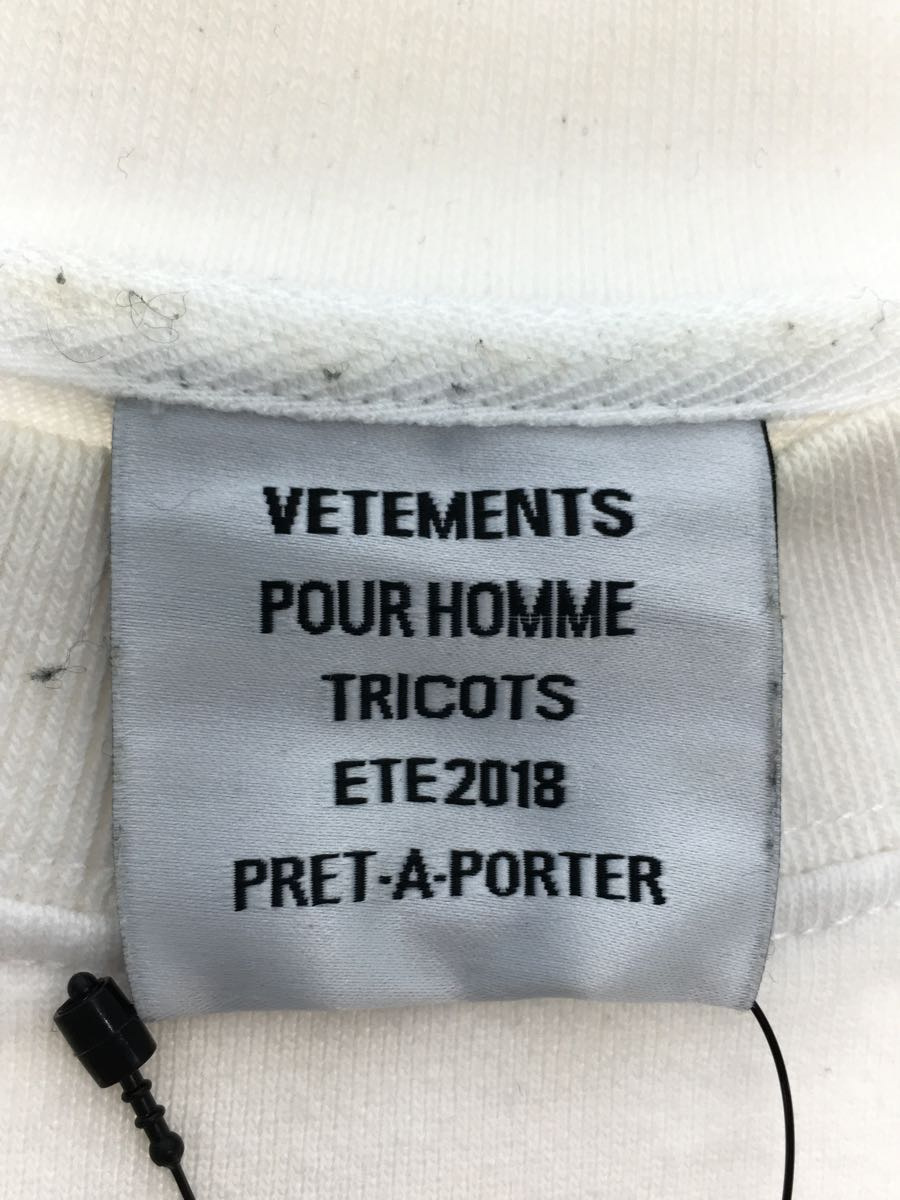 VETEMENTS
POUR HOMME
TRICOTS
ETE2018
PRET-A-PORTER